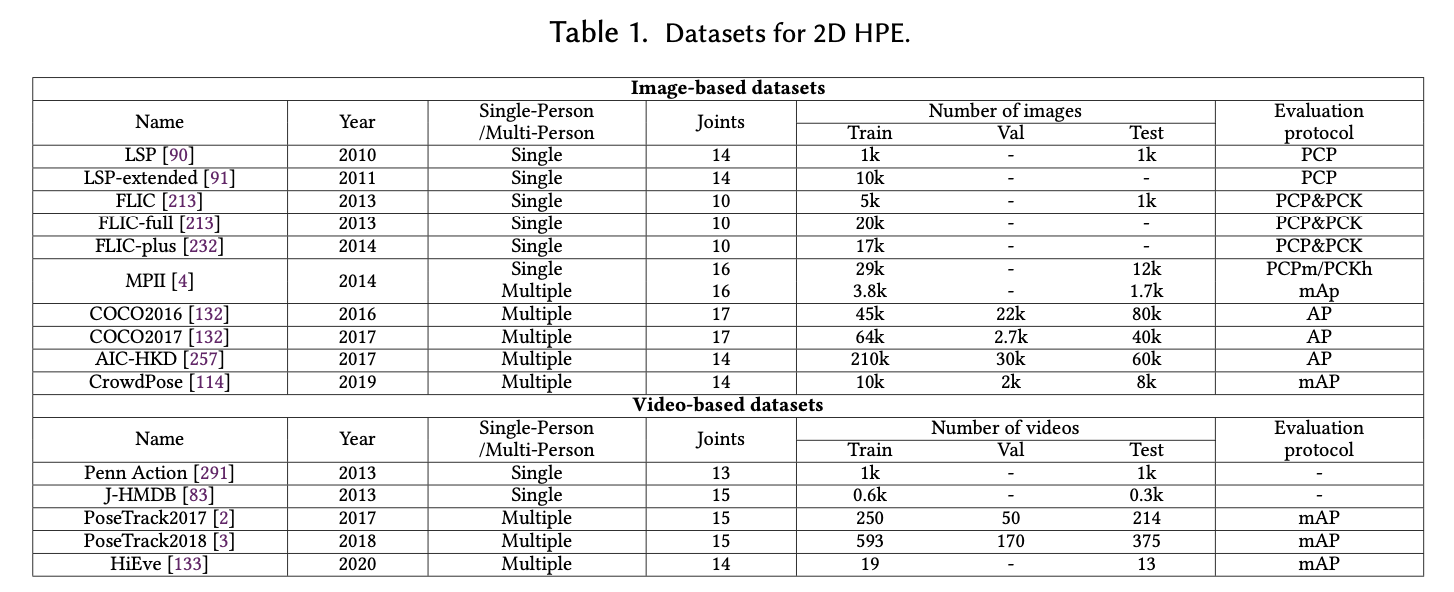 Table 1. Datasets for 2D HPE.
Image-based datasets
Name Year Single-Person /Multi-Person Joints Number of images Evaluation protocol
Train Val Test
LSP [90] 2010 Single 14 1k - 1k PCP
LSP-extended [91] 2011 Single 14 10k - - PCP
FLIC [213] 2013 Single 10 5k - 1k PCP&PCK
FLIC-full [213] 2013 Single 10 20k - - PCP&PCK
FLIC-plus [232] 2014 Single 10 17k - - PCP&PCK
MPII [4] 2014 Single 16 29k - 12k PCPm/PCKh
Multiple 16 3.8k - 1.7k mAp
COCO2016 [132] 2016 Multiple 17 45k 22k 80k AP
COCO2017 [132] 2017 Multiple 17 64k 2.7k 40k AP
AIC-HKD [257] 2017 Multiple 14 210k 30k 60k AP
CrowdPose [114] 2019 Multiple 14 10k 2k 8k mAP
Video-based datasets
Name Year Single-Person /Multi-Person Joints Number of videos Evaluation protocol
Train Val Test
Penn Action [291] 2013 Single 13 1k - 1k -
J-HMDB [83] 2013 Single 15 0.6k - 0.3k -
PoseTrack2017 [2] 2017 Multiple 15 250 50 214 mAP
PoseTrack2018 [3] 2018 Multiple 15 593 170 375 mAP
HiEve [133] 2020 Multiple 14 19 - 13 mAP